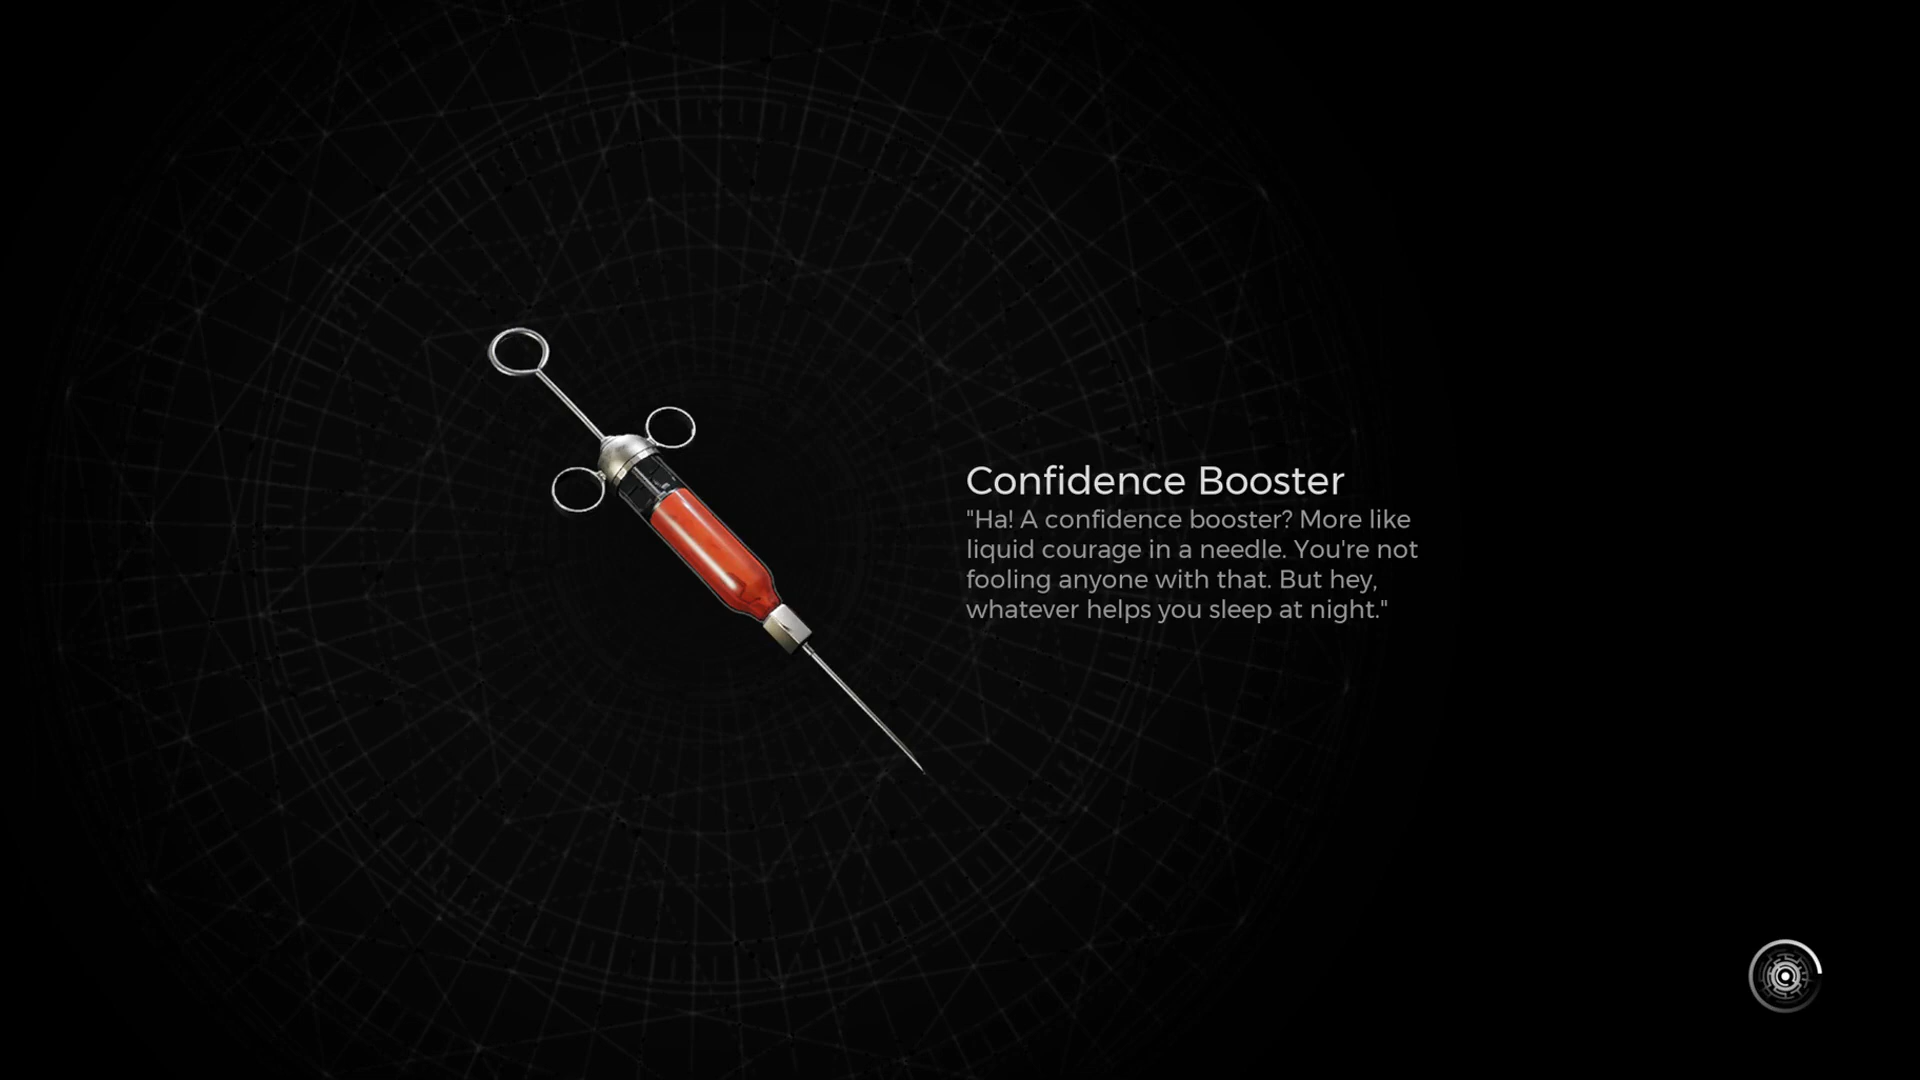 Confidence Booster
"Ha! A confidence booster? More like
liquid courage in a needle. You're not
fooling anyone with that. But hey,
whatever helps you sleep at night."